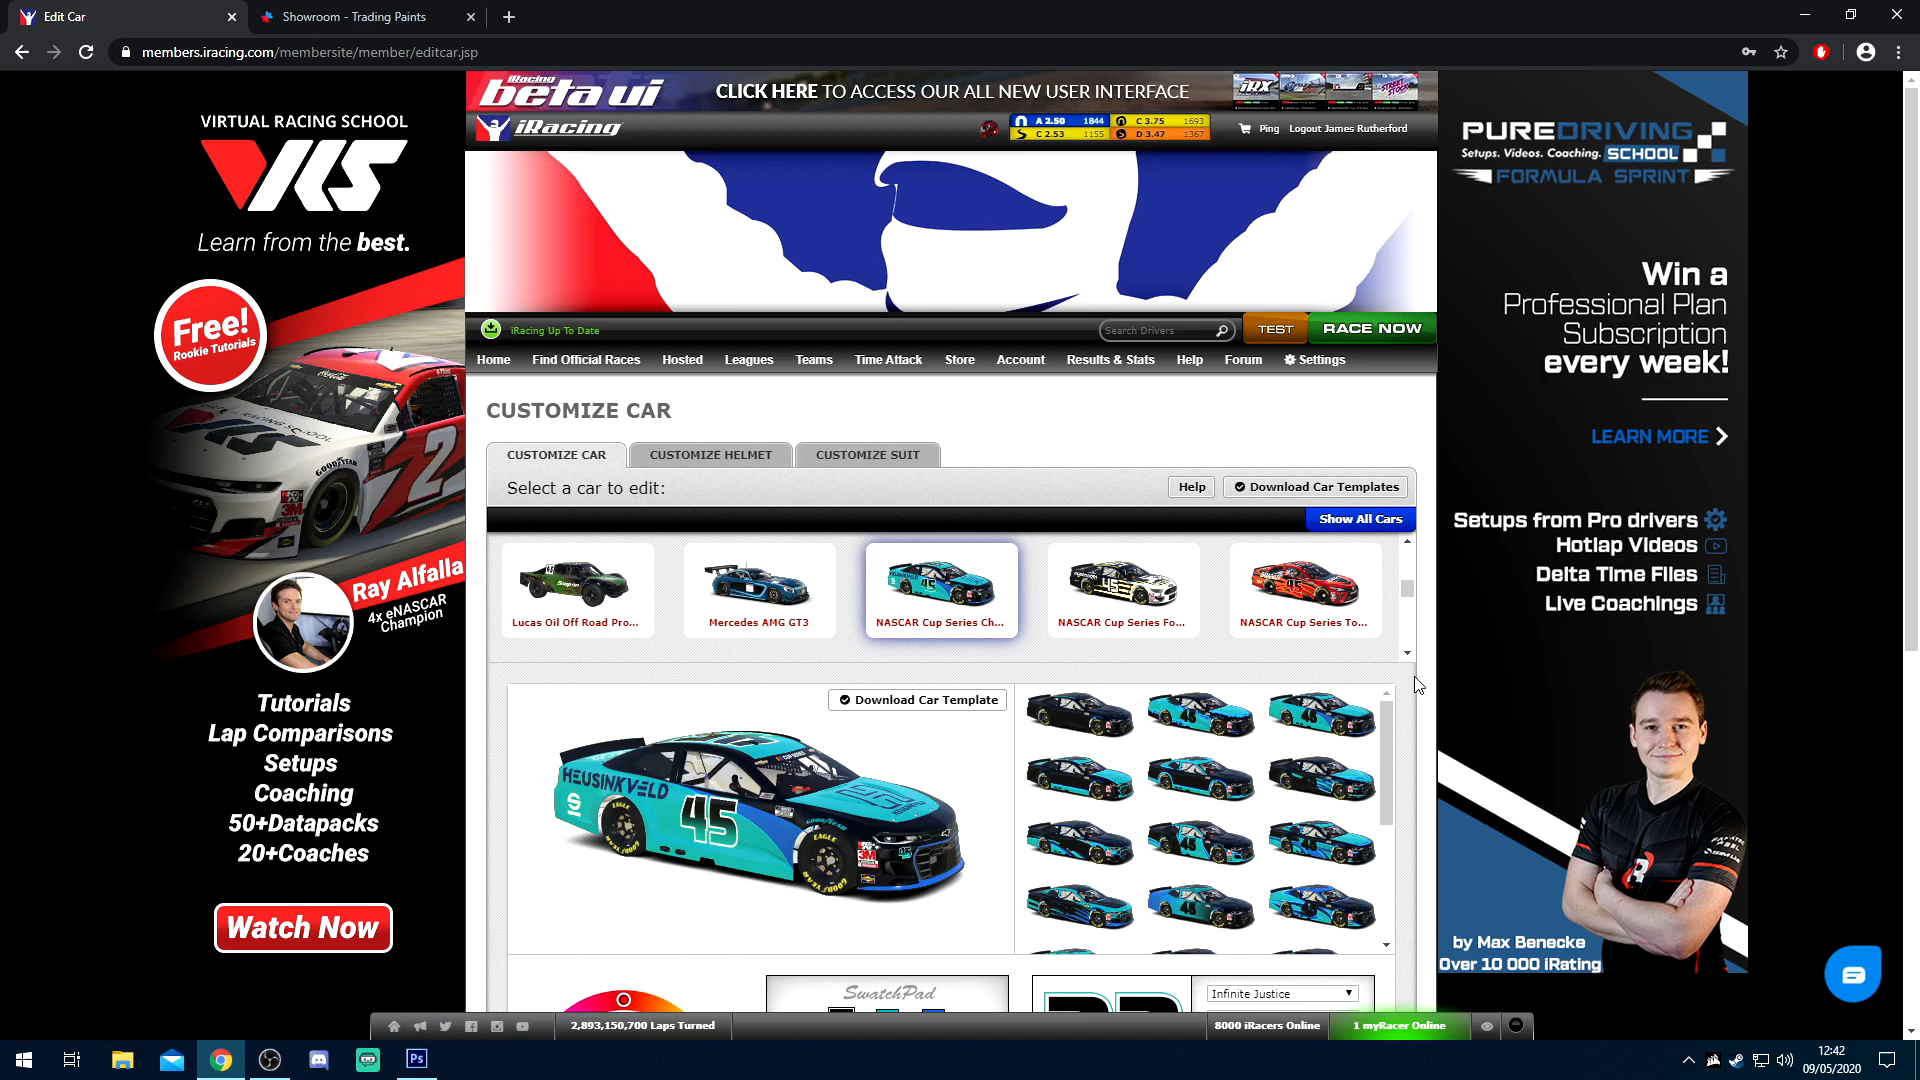 Edit Car
Showroom - Trading Paints
members.iracing.com/membersite/member/editcar.jsp
VIRTUAL RACING SCHOOL
VRS
Learn from the best.
Free!
Rookie Tutorials
Ray Alfalla
4x eNASCAR
Champion
Tutorials
Lap Comparisons
Setups
Coaching
50+Datapacks
20+Coaches
Watch Now
iRacing
beta ui
CLICK HERE TO ACCESS OUR ALL NEW USER INTERFACE
iRX
STREET STOCK
iRacing
A 2.50 1844
C 3.75 1693
C 2.53 1155
D 3.47 1367
Ping
Logout James Rutherford
iRacing Up To Date
Search Drivers
TEST
RACE NOW
Home
Find Official Races
Hosted
Leagues
Teams
Time Attack
Store
Account
Results & Stats
Help
Forum
Settings
CUSTOMIZE CAR
CUSTOMIZE CAR
CUSTOMIZE HELMET
CUSTOMIZE SUIT
Select a car to edit:
Help
Download Car Templates
Show All Cars
Lucas Oil Off Road Pro...
Mercedes AMG GT3
NASCAR Cup Series Ch...
NASCAR Cup Series Fo...
NASCAR Cup Series To...
Download Car Template
HEUSINKVELD
45
EAGLE
GOODYEAR
SwatchPad
Infinite Justice
2,893,150,700 Laps Turned
8000 iRacers Online
1 myRacer Online
PUREDRIVING
Setups. Videos. Coaching. SCHOOL
FORMULA SPRINT
Win a
Professional Plan
Subscription
every week!
LEARN MORE
Setups from Pro drivers
Hotlap Videos
Delta Time Files
Live Coachings
by Max Benecke
Over 10 000 iRating
12:42
09/05/2020